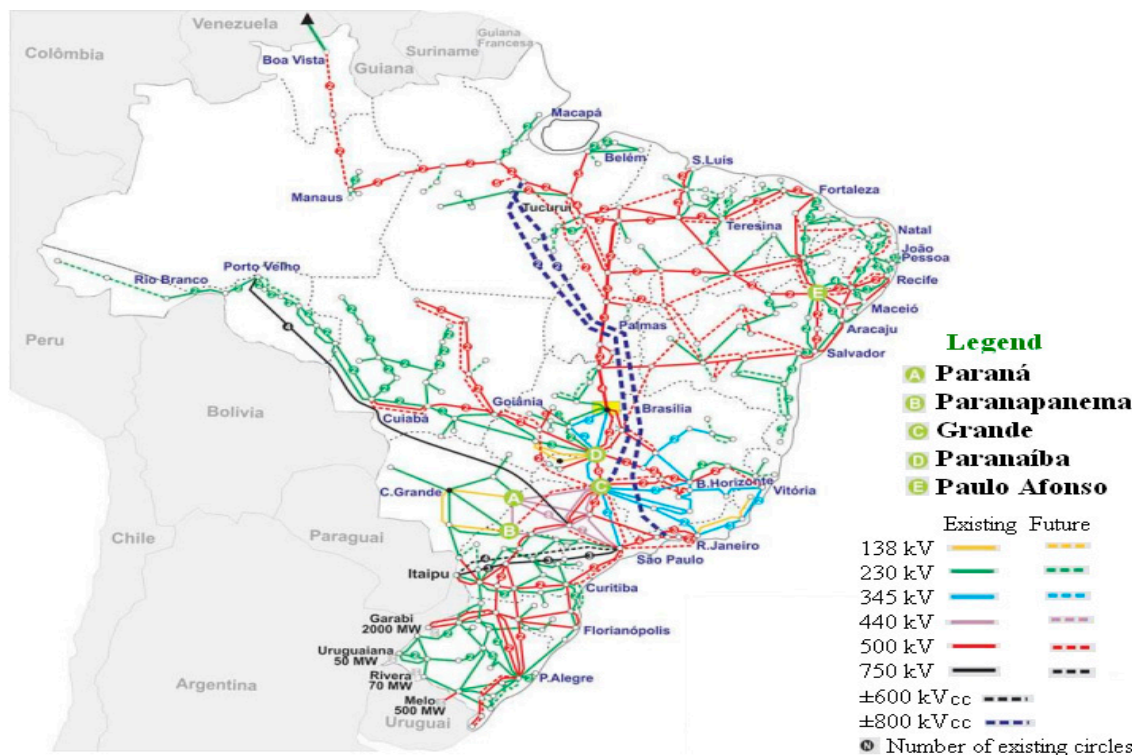 Venezuela
Guiana
Francesa
Colômbia
Suriname
Boa Vista
Guiana
Macapá
Belém
S.Luis
Manaus
Fortaleza
Tucuruí
Teresina
Natal
João
Pessoa
Rio Branco
Porto Velho
E
Recife
Maceió
Peru
Palmas
Aracaju
Salvador
Legend
A Paraná
B Paranapanema
C Grande
D Paranaíba
E Paulo Afonso
Bolivia
Goiânia
Brasília
Cuiabá
D
C.Grande
A
C
B.Horizonte
Vitória
B
Chile
Paraguai
R.Janeiro
São Paulo
Itaipu
Curitiba
Garabi
2000 MW
Florianópolis
Uruguaiana
50 MW
Rivera
70 MW
P.Alegre
Melo
500 MW
Argentina
Uruguai
Existing Future
138 kV
230 kV
345 kV
440 kV
500 kV
750 kV
±600 kVcc
±800 kVcc
N Number of existing circles